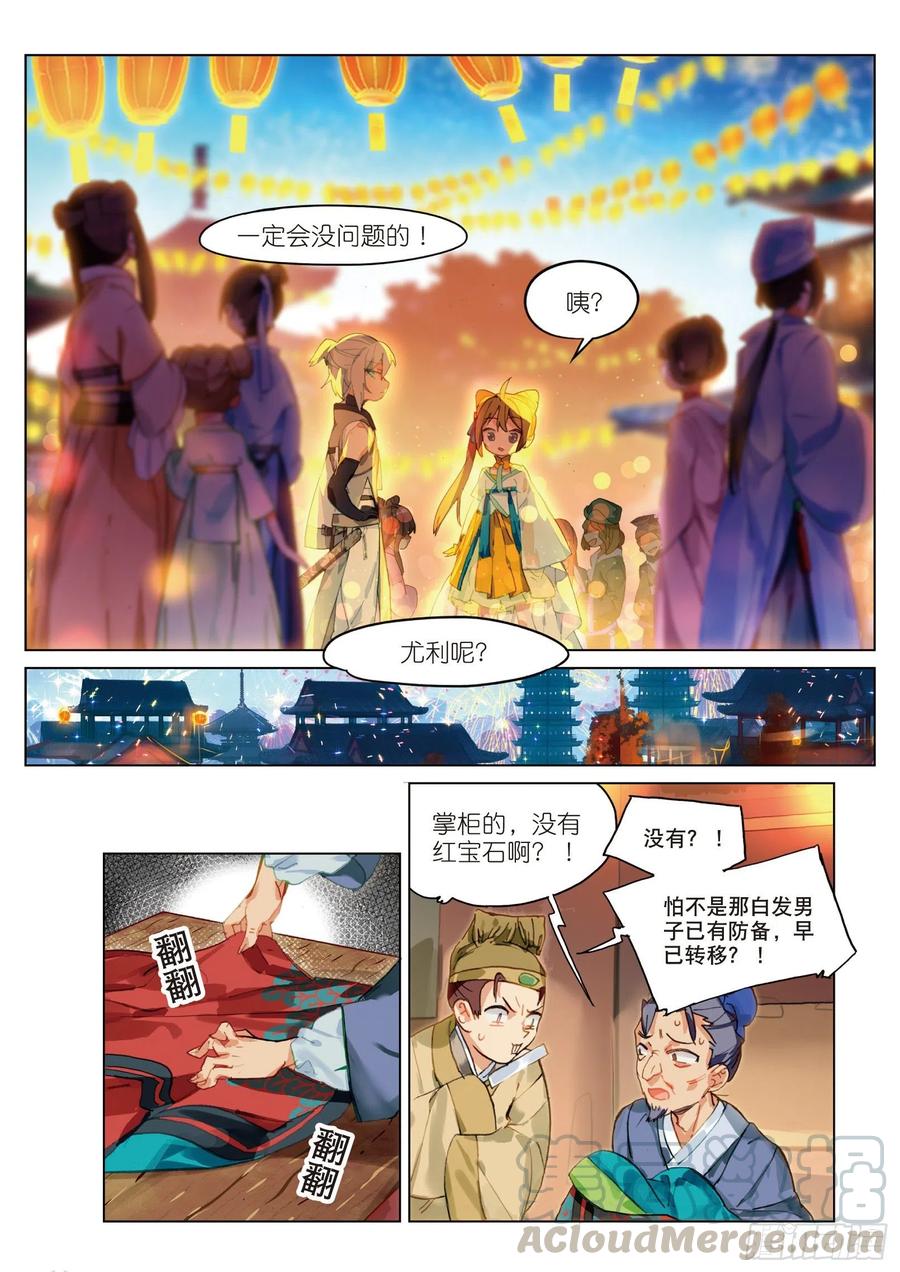 一定会没问题的！
咦？
尤利呢？
掌柜的，没有
红宝石啊？！
没有？！
怕不是那白发男
子已有防备，早
已转移？！
翻
翻
翻
翻
ACloudMerge.com